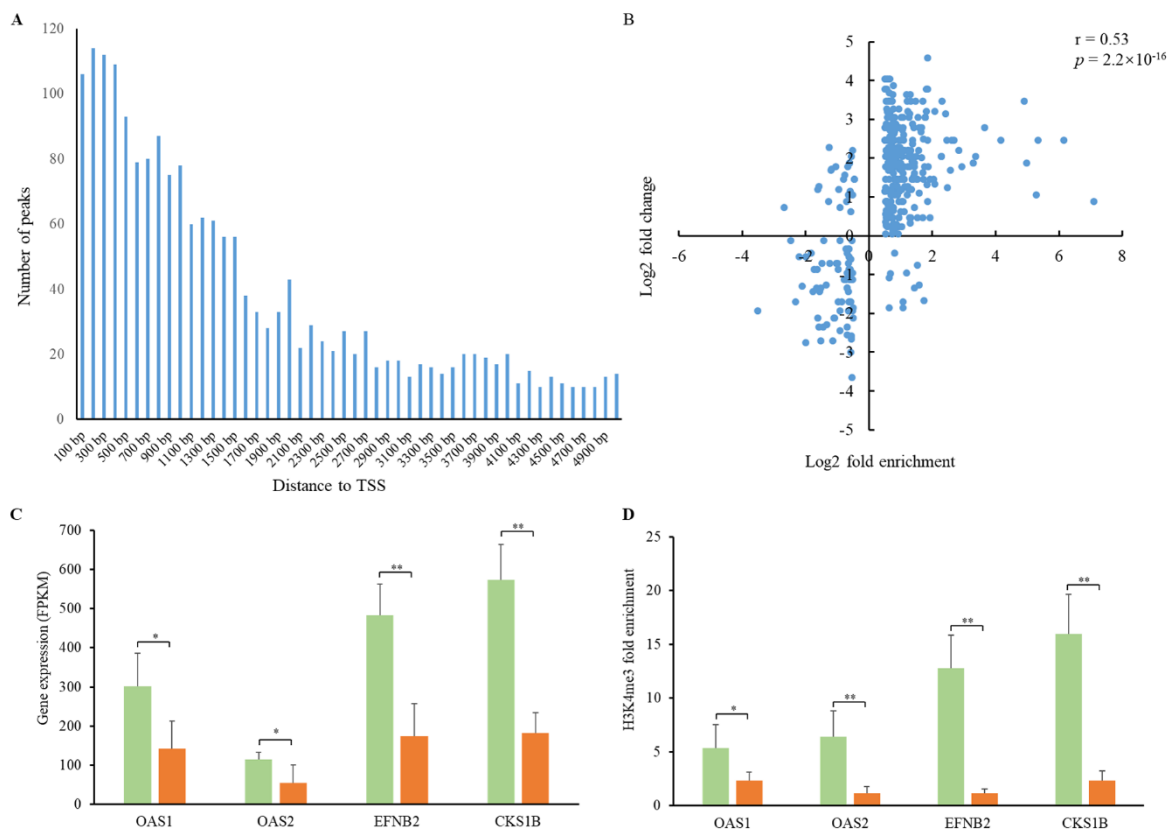 A
120
100
80
60
40
20
0
Number of peaks
100 bp
300 bp
500 bp
700 bp
900 bp
1100 bp
1300 bp
1500 bp
1700 bp
1900 bp
2100 bp
2300 bp
2500 bp
2700 bp
2900 bp
3100 bp
3300 bp
3500 bp
3700 bp
3900 bp
4100 bp
4300 bp
4500 bp
4700 bp
4900 bp
Distance to TSS
B
r = 0.53
p = 2.2×10⁻¹⁶
5
4
3
2
1
0
-1
-2
-3
-4
-5
-6
-4
-2
0
2
4
6
8
Log2 fold change
Log2 fold enrichment
C
700
600
500
400
300
200
100
0
Gene expression (FPKM)
*
*
**
**
OAS1
OAS2
EFNB2
CKS1B
D
25
20
15
10
5
0
H3K4me3 fold enrichment
*
**
**
**
OAS1
OAS2
EFNB2
CKS1B